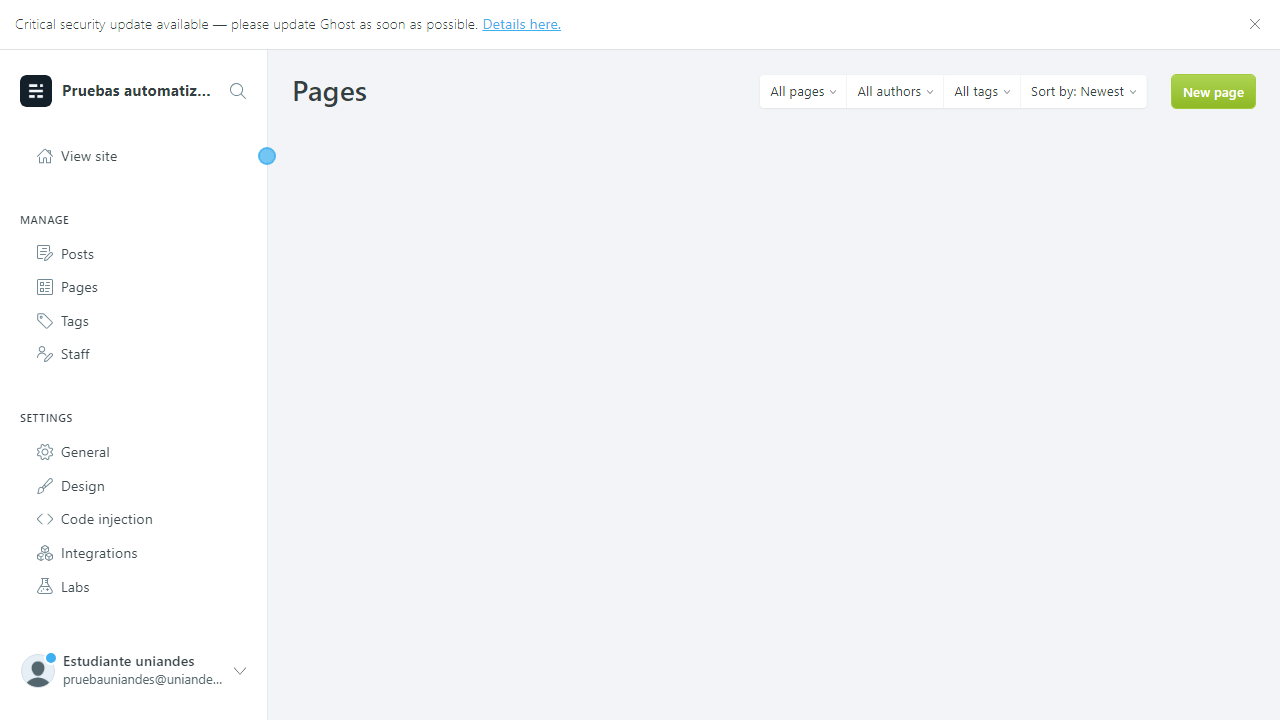 Critical security update available — please update Ghost as soon as possible. Details here.
Pruebas automatiz...
View site
MANAGE
Posts
Pages
Tags
Staff
SETTINGS
General
Design
Code injection
Integrations
Labs
Estudiante uniandes
pruebauniandes@uniande...
Pages
All pages
All authors
All tags
Sort by: Newest
New page